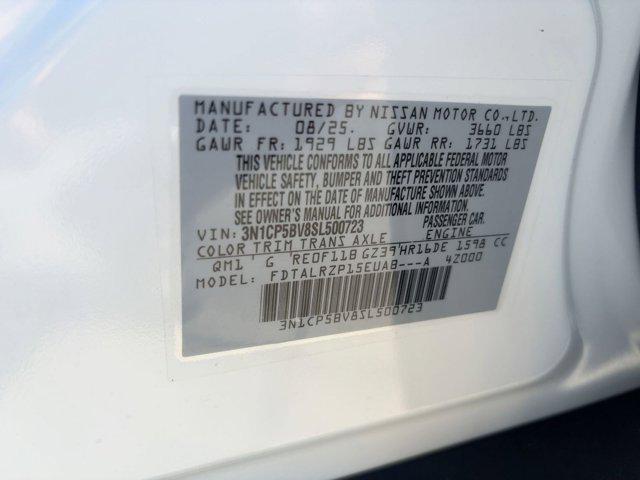 MANUFACTURED BY NISSAN MOTOR CO.,LTD.
DATE: 08/25. GVWR: 3660 LBS
GAWR FR: 1929 LBS GAWR RR: 1731 LBS
THIS VEHICLE CONFORMS TO ALL APPLICABLE FEDERAL MOTOR
VEHICLE SAFETY, BUMPER AND THEFT PREVENTION STANDARDS
IN EFFECT ON THE DATE OF MANUFACTURE SHOWN ABOVE.
SEE OWNER'S MANUAL FOR ADDITIONAL INFORMATION.
VIN: 3N1CP5BV8SL500723 PASSENGER CAR.
COLOR TRIM TRANS AXLE ENGINE
QM1 ' G ' REOF11B GZ39'HR16DE 1598 CC
MODEL: FDTALRZP15EUAB---A 42000
3N1CP5BV8SL500723